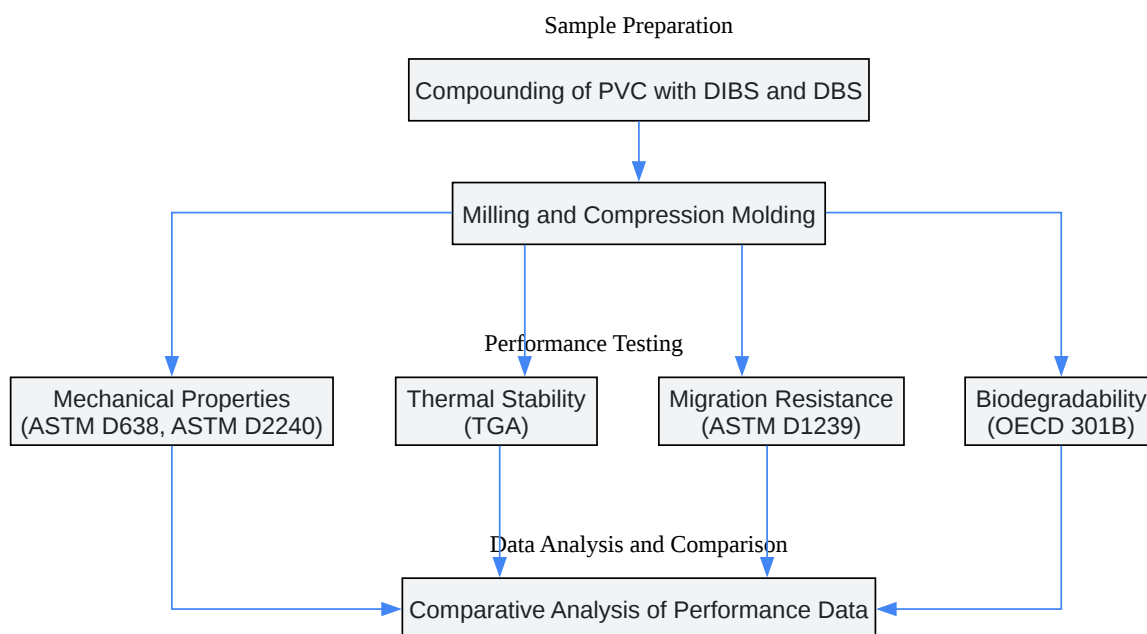 Sample Preparation
Compounding of PVC with DIBS and DBS
Milling and Compression Molding
Performance Testing
Mechanical Properties
(ASTM D638, ASTM D2240)
Thermal Stability
(TGA)
Migration Resistance
(ASTM D1239)
Biodegradability
(OECD 301B)
Data Analysis and Comparison
Comparative Analysis of Performance Data